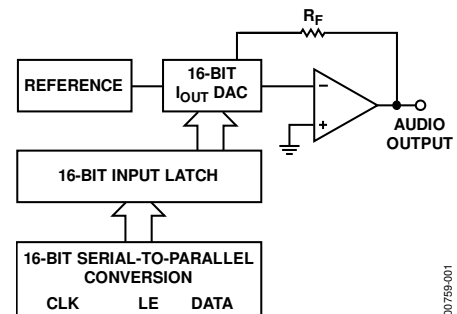 RF
REFERENCE
16-BIT
IOUT DAC
–
+
AUDIO
OUTPUT
16-BIT INPUT LATCH
16-BIT SERIAL-TO-PARALLEL
CONVERSION
CLK LE DATA
00759-001